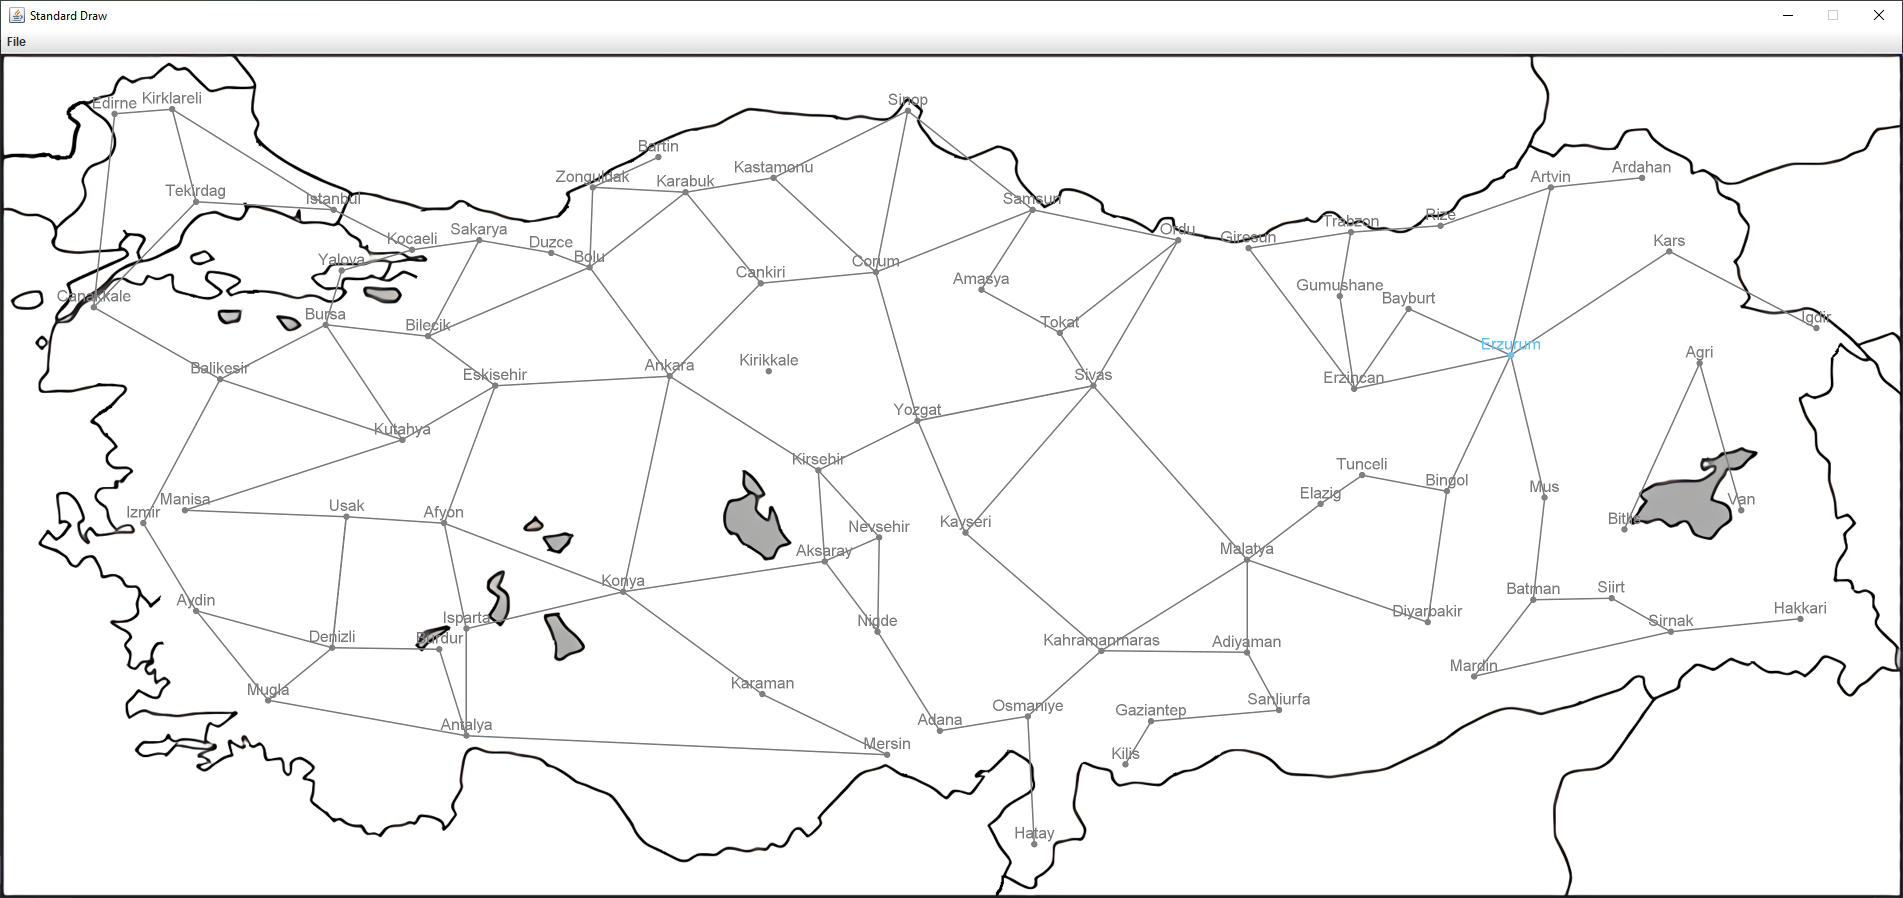 Standard Draw
File
Edirne
Kirklareli
Sinop
Bartin
Zonguldak
Karabuk
Kastamonu
Artvin
Ardahan
Tekirdag
Istanbul
Samsun
Trabzon
Rize
Sakarya
Kocaeli
Duzce
Ordu
Giresun
Kars
Yalova
Bolu
Cankiri
Corum
Amasya
Gumushane
Bayburt
Canakkale
Bursa
Bilecik
Tokat
Igdir
Erzurum
Agri
Balikesir
Eskisehir
Ankara
Kirikkale
Sivas
Erzincan
Yozgat
Kutahya
Kirsehir
Tunceli
Bingol
Mus
Elazig
Manisa
Izmir
Usak
Afyon
Nevsehir
Kayseri
Van
Bitlis
Aksaray
Malatya
Konya
Batman
Siirt
Aydin
Isparta
Nigde
Diyarbakir
Sirnak
Hakkari
Denizli
Burdur
Kahramanmaras
Adiyaman
Mardin
Mugla
Karaman
Sanliurfa
Osmaniye
Gaziantep
Antalya
Adana
Mersin
Kilis
Hatay